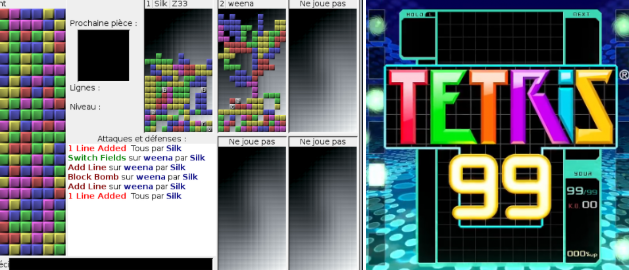 1 Silk: Z33
2: weena
Ne joue pas
Prochaine pièce :
Lignes :
Niveau :
Attaques et défenses :
1 Line Added Tous par Silk
Switch Fields sur weena par Silk
Add Line sur weena par Silk
Block Bomb sur weena par Silk
Add Line sur weena par Silk
1 Line Added Tous par Silk
Ne joue pas
Ne joue pas
HOLD
NEXT
TETRIS®
99
99/99
K.O. 00